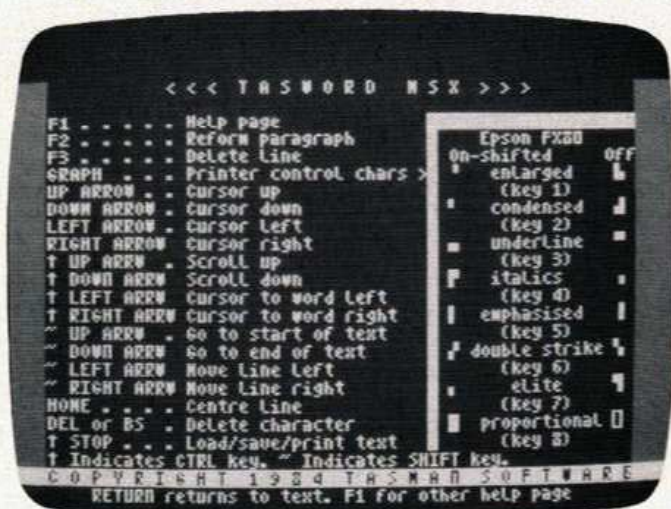 <<< TASWORD MSX >>>
F1 . . . . . Help page
F2 . . . . . Reform paragraph
F3 . . . . . Delete Line
GRAPH . . . Printer control chars >
UP ARROW . . Cursor up
DOWN ARROW . Cursor down
LEFT ARROW . Cursor Left
RIGHT ARROW Cursor right
↑ UP ARRW . Scroll up
↑ DOWN ARRW Scroll down
↑ LEFT ARRW Cursor to word Left
↑ RIGHT ARRW Cursor to word right
~ UP ARRW . Go to start of text
~ DOWN ARRW Go to end of text
~ LEFT ARRW Move Line Left
~ RIGHT ARRW Move Line right
HOME . . . . Centre Line
DEL or BS . Delete character
↑ STOP . . . Load/save/print text
Epson FX80
On-shifted Off
enlarged
(key 1)
condensed
(key 2)
underline
(key 3)
italics
(key 4)
emphasised
(key 5)
double strike
(key 6)
elite
(key 7)
proportional
(key 8)
↑ Indicates CTRL key. ~ Indicates SHIFT key.
COPYRIGHT 1984 TASMAN SOFTWARE
RETURN returns to text. F1 for other help page